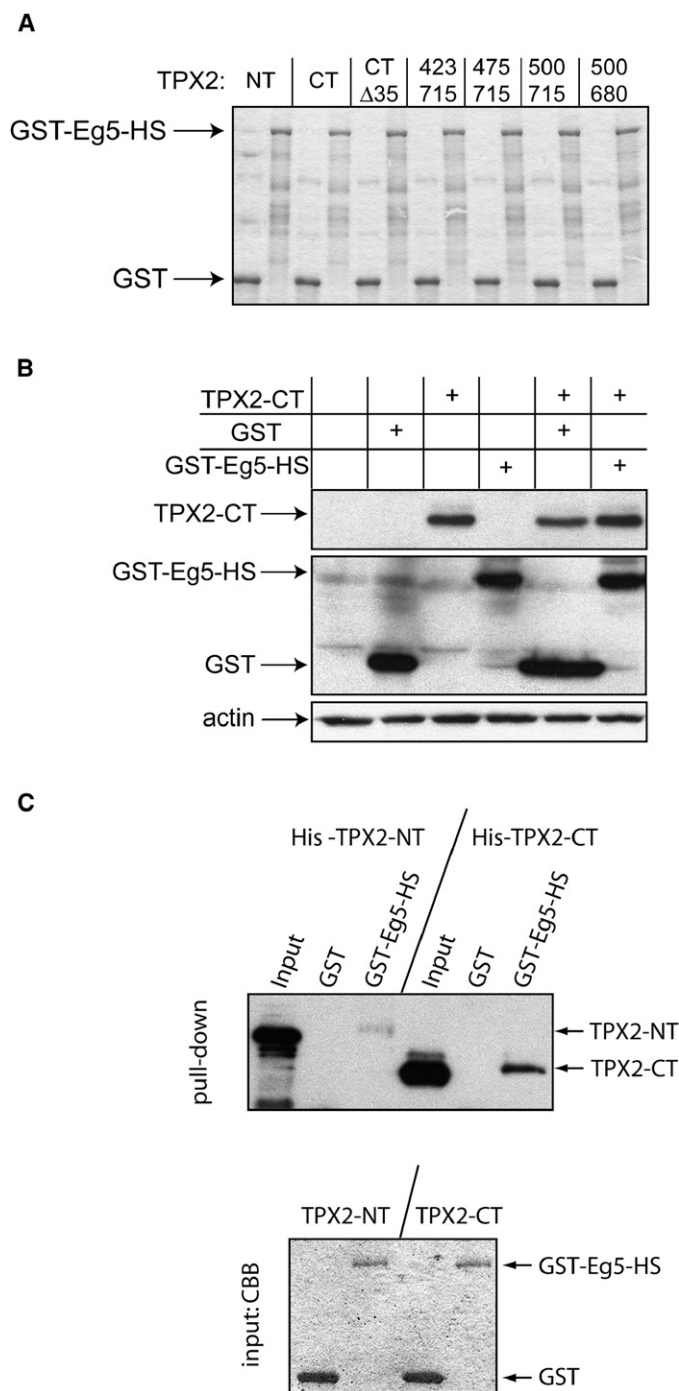 A
TPX2: NT CT CT Δ35 423 715 475 715 500 715 500 680
GST-Eg5-HS
GST
B
TPX2-CT + + +
GST + +
GST-Eg5-HS + +
TPX2-CT
GST-Eg5-HS
GST
actin
C
His -TPX2-NT His-TPX2-CT
Input GST GST-Eg5-HS Input GST GST-Eg5-HS
pull-down
TPX2-NT
TPX2-CT
TPX2-NT TPX2-CT
input: CBB
GST-Eg5-HS
GST